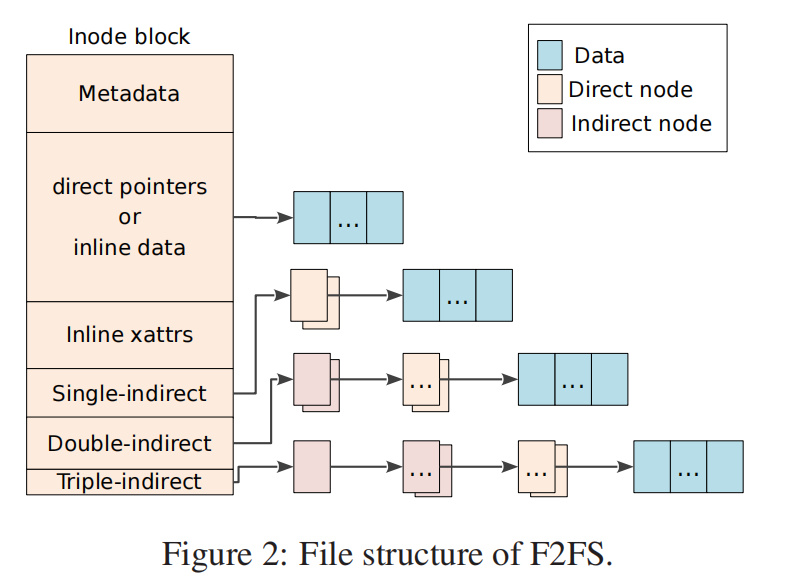 Inode block
Metadata
direct pointers
or
inline data
Inline xattrs
Single-indirect
Double-indirect
Triple-indirect
...
...
...
...
...
...
...
Data
Direct node
Indirect node
Figure 2: File structure of F2FS.